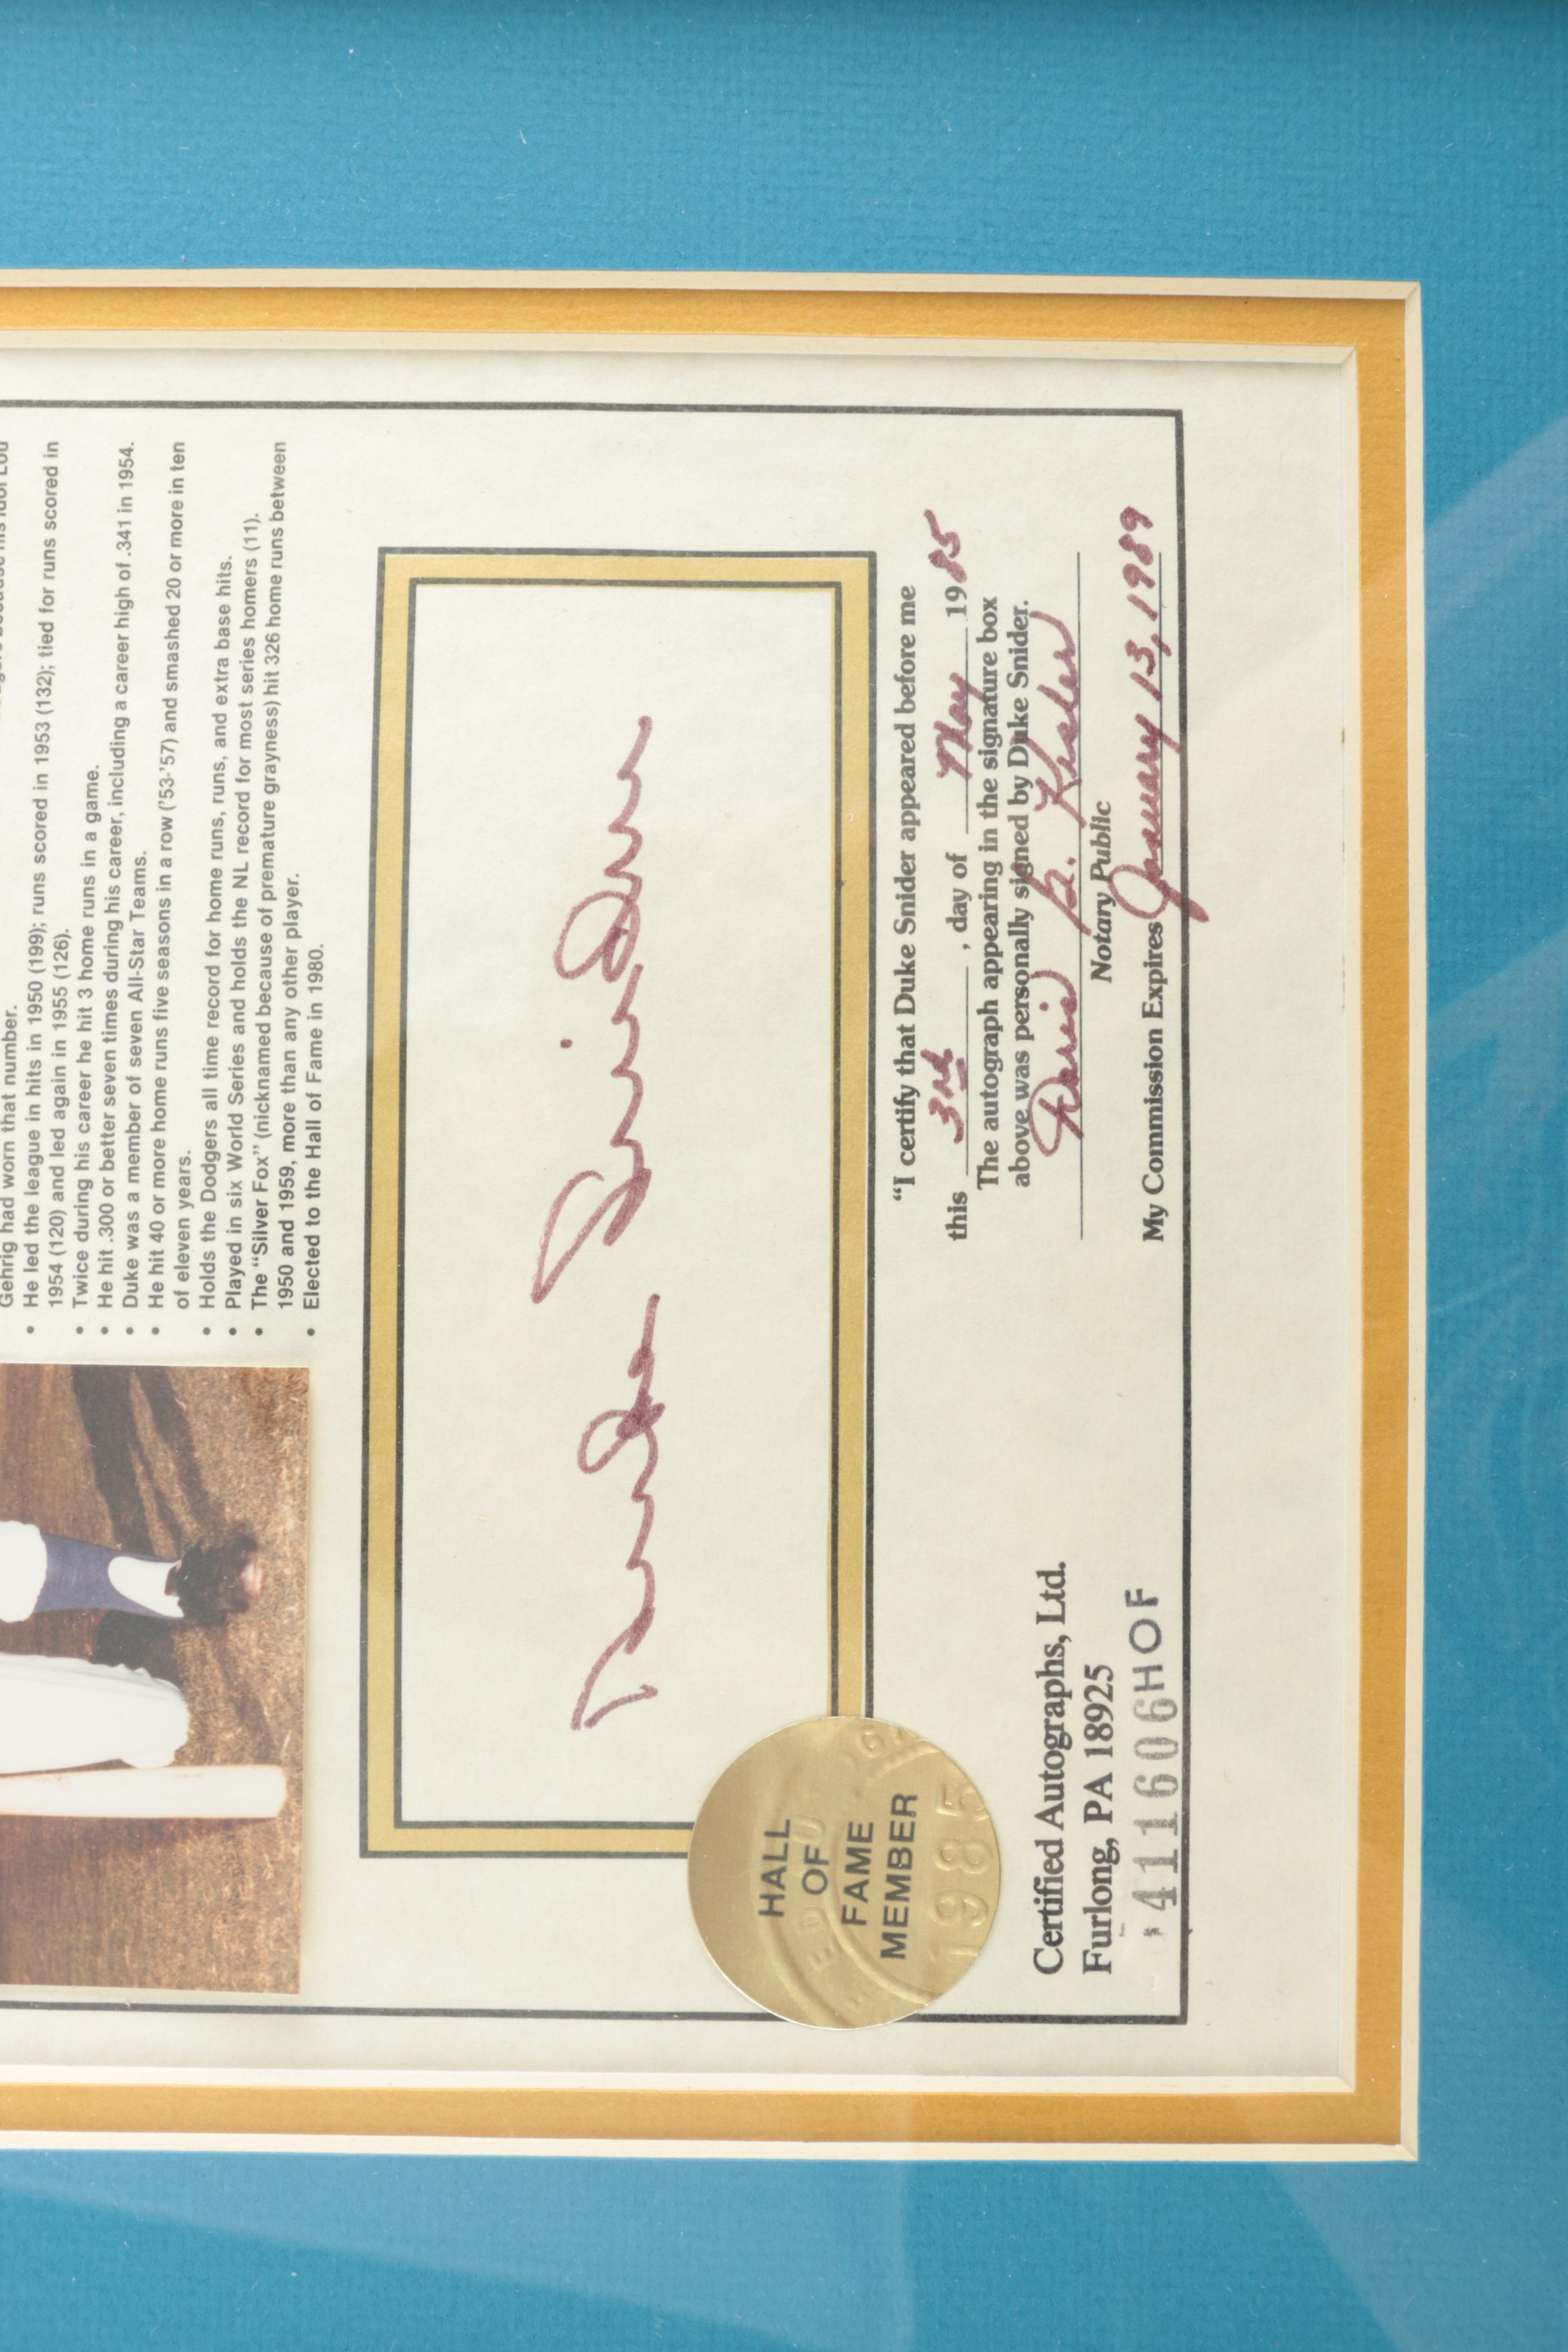 Gehrig had worn that number.
• He led the league in hits in 1950 (199); runs scored in 1953 (132); tied for runs scored in
1954 (120) and led again in 1955 (126).
• Twice during his career he hit 3 home runs in a game.
• He hit .300 or better seven times during his career, including a career high of .341 in 1954.
• Duke was a member of seven All-Star Teams.
• He hit 40 or more home runs five seasons in a row ('53-'57) and smashed 20 or more in ten
of eleven years.
• Holds the Dodgers all time record for home runs, runs, and extra base hits.
• Played in six World Series and holds the NL record for most series homers (11).
• The "Silver Fox" (nicknamed because of premature grayness) hit 326 home runs between
1950 and 1959, more than any other player.
• Elected to the Hall of Fame in 1980.
Duke Snider
HALL
OF
FAME
MEMBER
1985
"I certify that Duke Snider appeared before me
this 3rd, day of May 1985
The autograph appearing in the signature box
above was personally signed by Duke Snider.
Doris A. Kisler
Notary Public
My Commission Expires January 13, 1989
Certified Autographs, Ltd.
Furlong, PA 18925
411606HOF